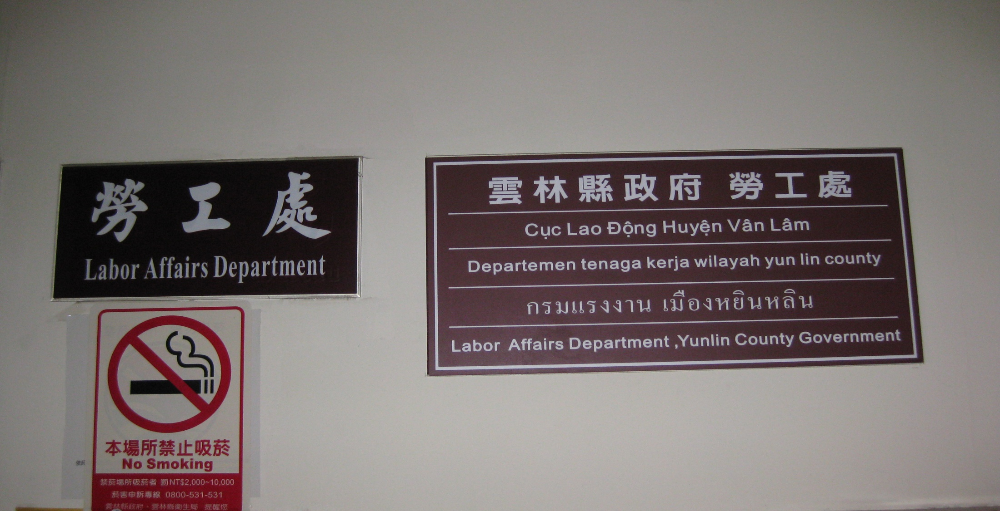 勞工處
Labor Affairs Department
雲林縣政府 勞工處
Cục Lao Động Huyện Vân Lâm
Departemen tenaga kerja wilayah yun lin county
กรมแรงงาน เมืองหยินหลิน
Labor Affairs Department ,Yunlin County Government
本場所禁止吸菸
No Smoking
禁菸場所吸菸者 罰NT$2,000~10,000
菸害申訴專線 0800-531-531
雲林縣政府、雲林縣衛生局 提醒您